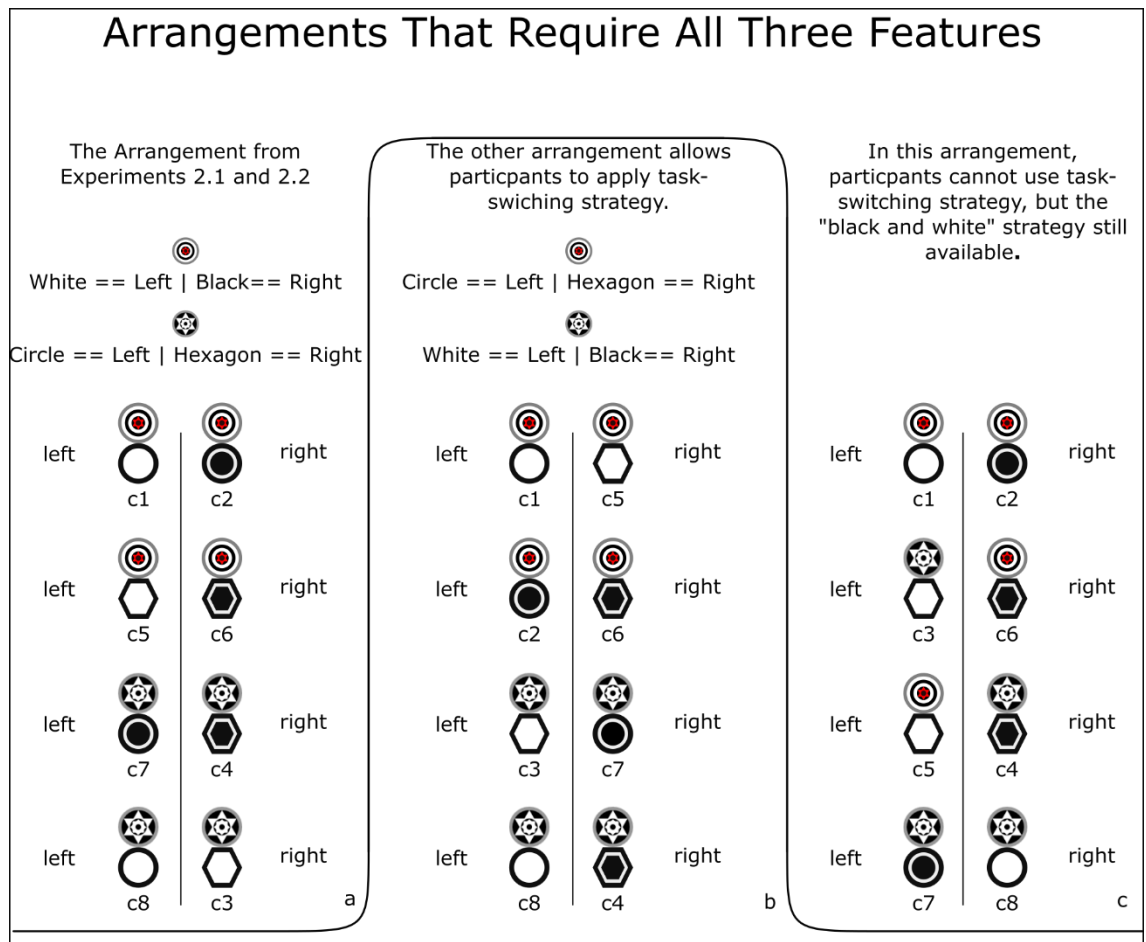 Arrangements That Require All Three Features
The Arrangement from
Experiments 2.1 and 2.2
White == Left | Black== Right
Circle == Left | Hexagon == Right
left
right
c1
c2
left
right
c5
c6
left
right
c7
c4
left
right
c8
c3
a
The other arrangement allows
particpants to apply task-
swiching strategy.
Circle == Left | Hexagon == Right
White == Left | Black== Right
left
right
c1
c5
left
right
c2
c6
left
right
c3
c7
left
right
c8
c4
b
In this arrangement,
particpants cannot use task-
switching strategy, but the
"black and white" strategy still
available.
left
right
c1
c2
left
right
c3
c6
left
right
c5
c4
left
right
c7
c8
c